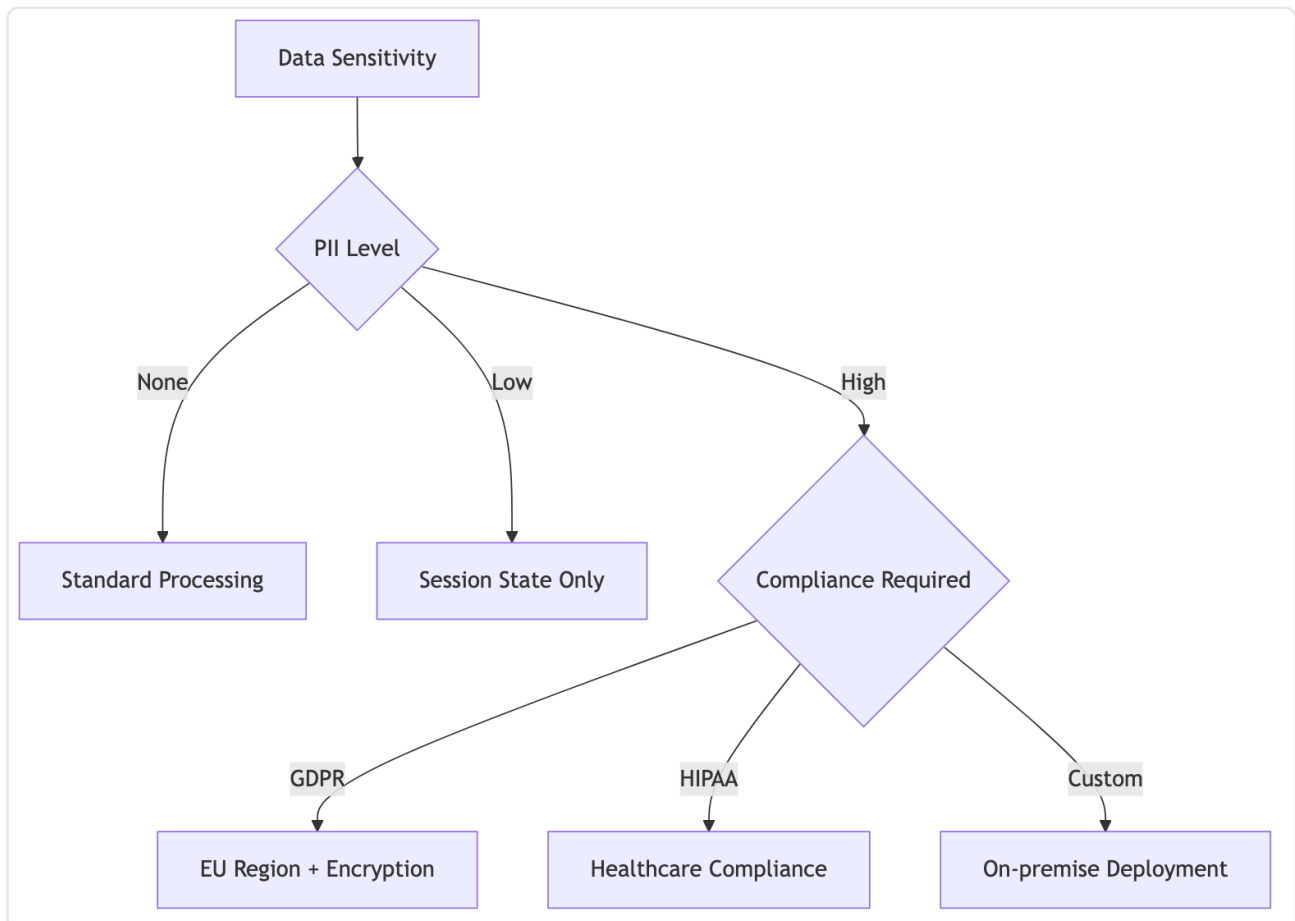 Data Sensitivity
PII Level
None
Low
High
Standard Processing
Session State Only
Compliance Required
GDPR
HIPAA
Custom
EU Region + Encryption
Healthcare Compliance
On-premise Deployment